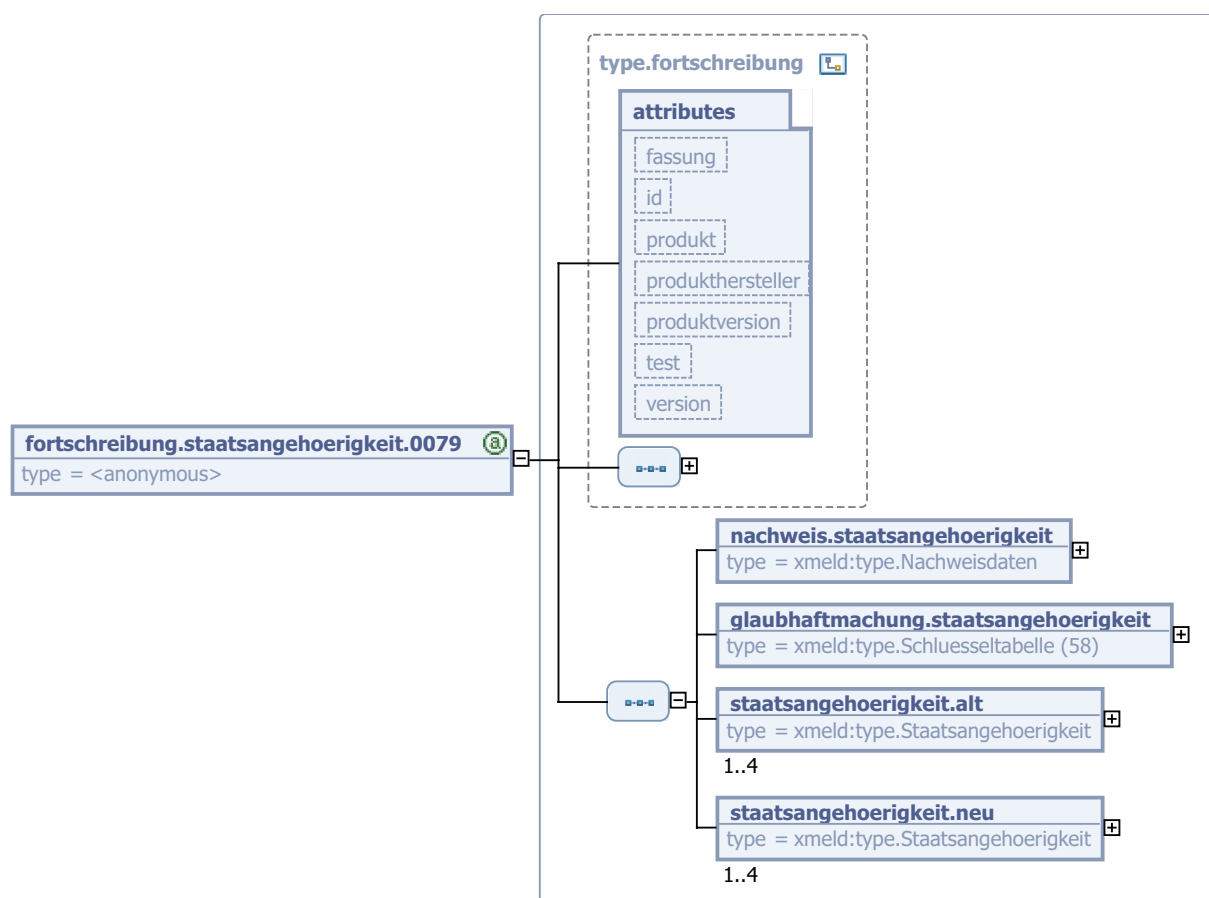 type.fortschreibung
attributes
fassung
id
produkt
produkthersteller
produktversion
test
version
fortschreibung.staatsangehoerigkeit.0079
type = <anonymous>
nachweis.staatsangehoerigkeit
type = xmeld:type.Nachweisdaten
glaubhaftmachung.staatsangehoerigkeit
type = xmeld:type.Schluesseltabelle (58)
staatsangehoerigkeit.alt
type = xmeld:type.Staatsangehoerigkeit
1..4
staatsangehoerigkeit.neu
type = xmeld:type.Staatsangehoerigkeit
1..4